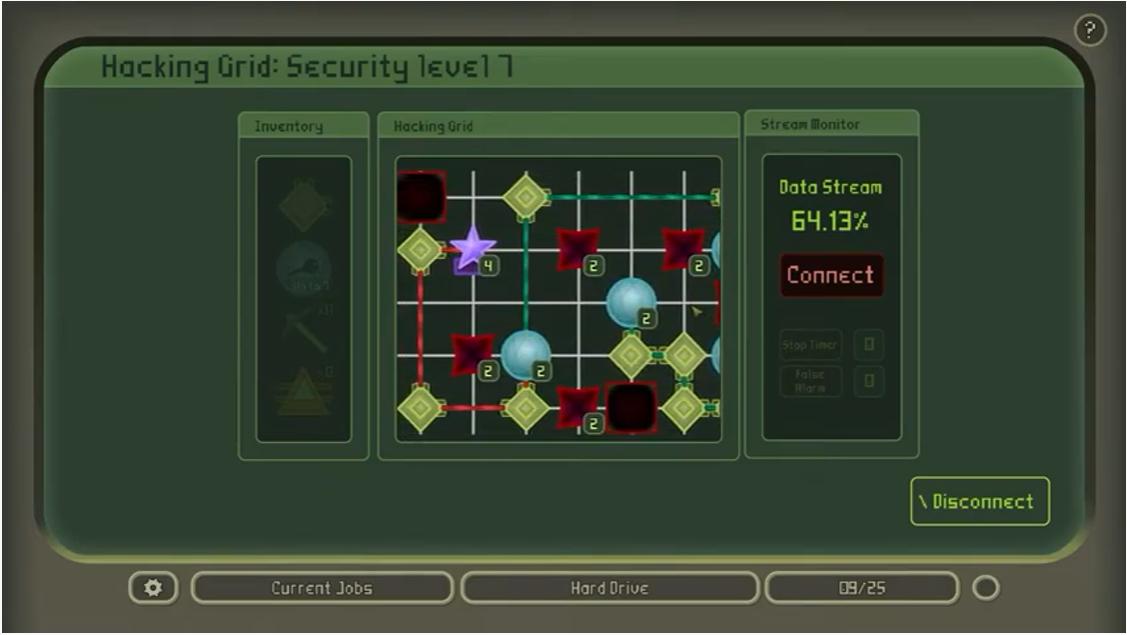 ?
Hacking Grid: Security level 7
Inventory
Hacking Grid
Stream Monitor
Data Stream
64.13%
4
2
2
Connect
2
Stop Timer 0
2
2
False
Alarm 0
2
\ Disconnect
Current Jobs
Hard Drive
09/25